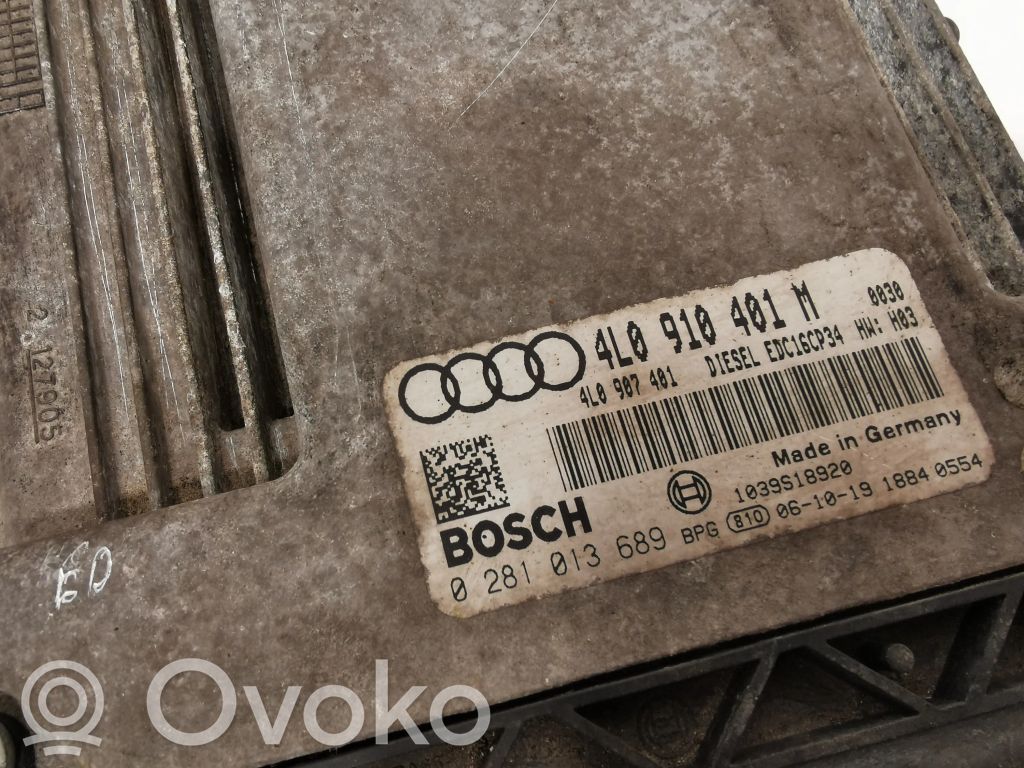 4L0 910 401 M 0030
4L0 907 401 DIESEL EDC16CP34 HW: H03
Made in Germany
BOSCH
1039S18920
0 281 013 689 BPG 810 06-10-19 1884 0554
127905
Ovoko